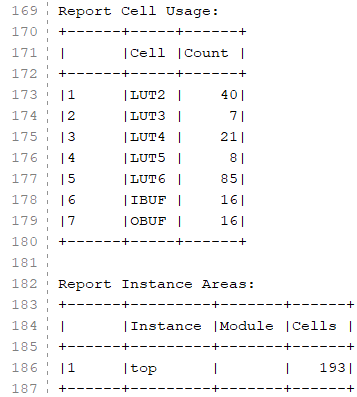 169 Report Cell Usage:
170 +------+-----+------+
171 |      |Cell |Count |
172 +------+-----+------+
173 |1     |LUT2 |    40|
174 |2     |LUT3 |     7|
175 |3     |LUT4 |    21|
176 |4     |LUT5 |     8|
177 |5     |LUT6 |    85|
178 |6     |IBUF |    16|
179 |7     |OBUF |    16|
180 +------+-----+------+
181
182 Report Instance Areas:
183 +------+---------+-------+------+
184 |      |Instance |Module |Cells |
185 +------+---------+-------+------+
186 |1     |top      |       |   193|
187 +------+---------+-------+------+